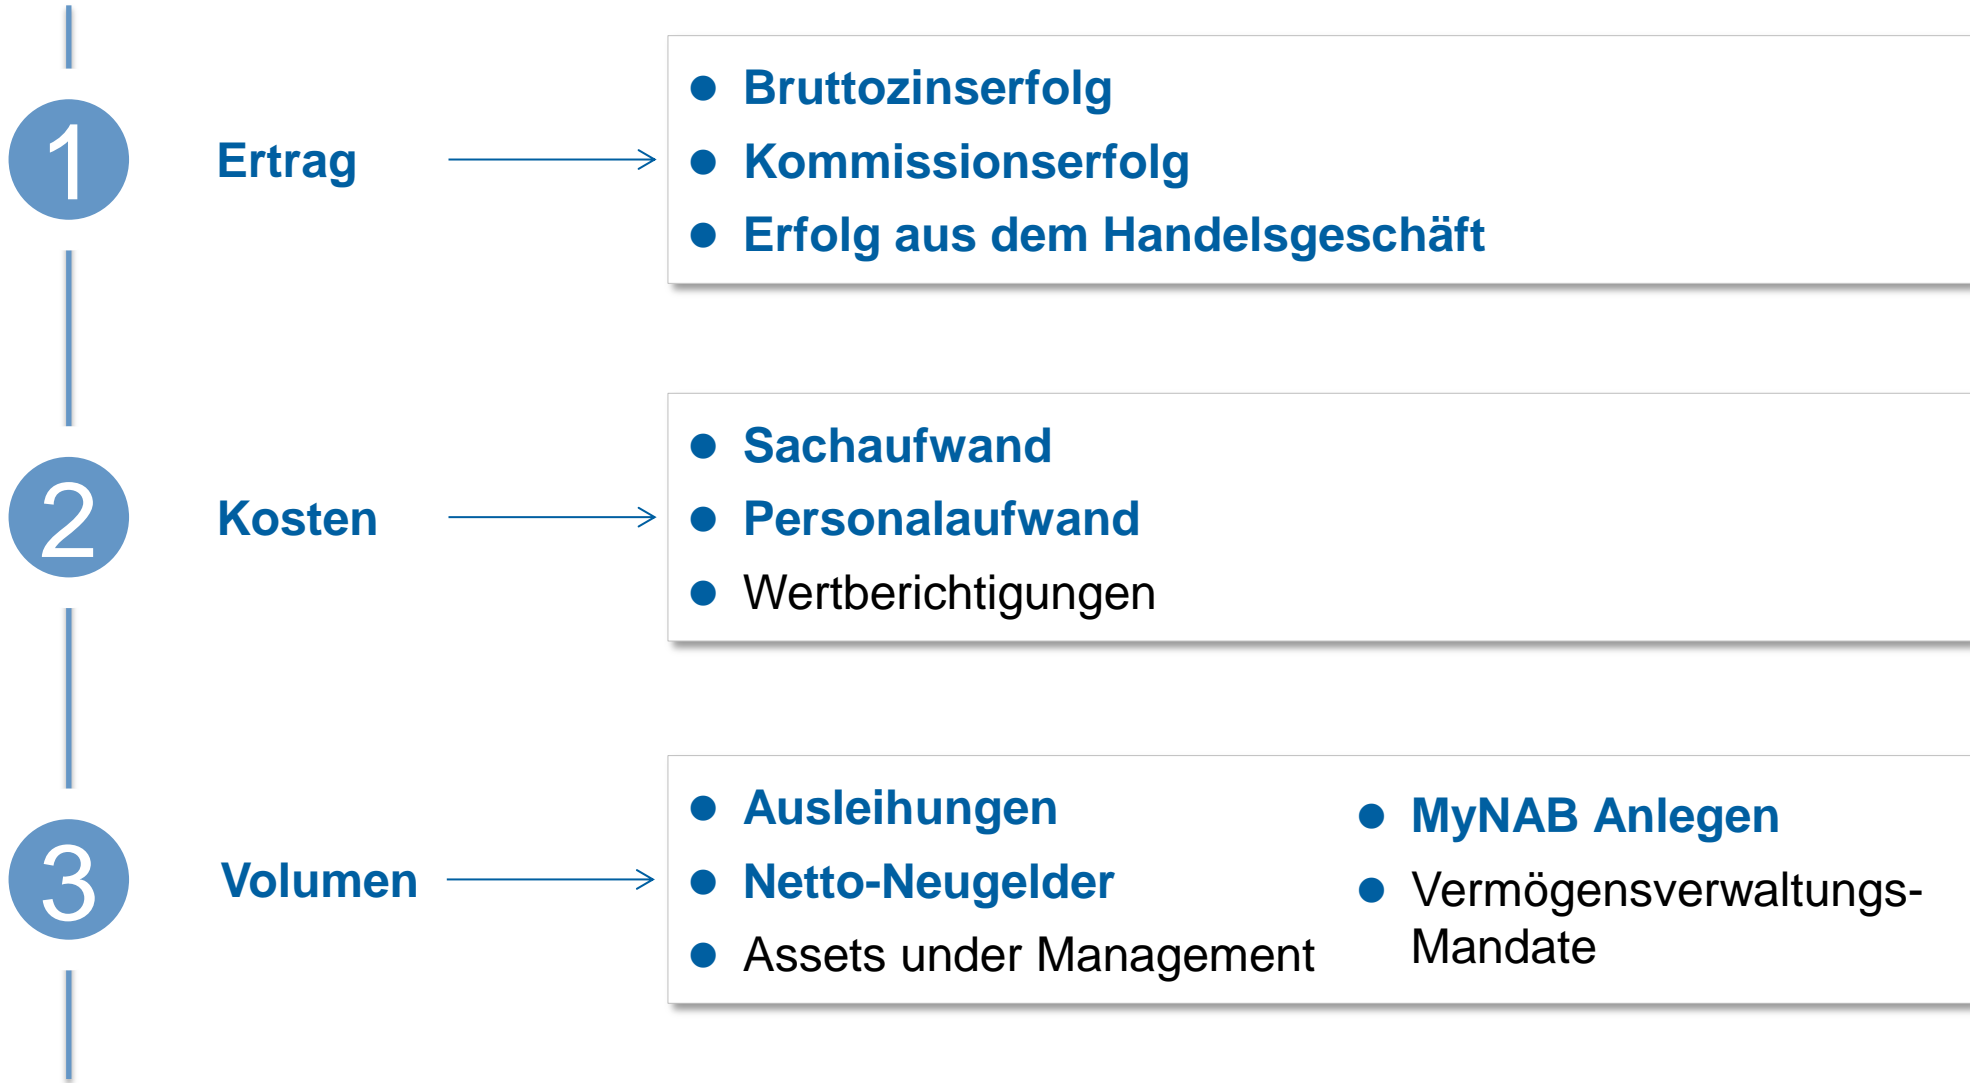 1
Ertrag
Bruttozinserfolg
Kommissionserfolg
Erfolg aus dem Handelsgeschäft
2
Kosten
Sachaufwand
Personalaufwand
Wertberichtigungen
3
Volumen
Ausleihungen
Netto-Neugelder
Assets under Management
MyNAB Anlegen
Vermögensverwaltungs-
Mandate